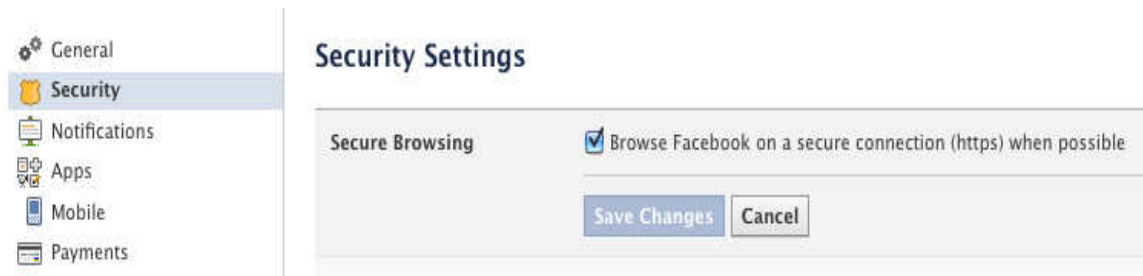 General
Security
Notifications
Apps
Mobile
Payments
Security Settings
Secure Browsing
Browse Facebook on a secure connection (https) when possible
Save Changes
Cancel